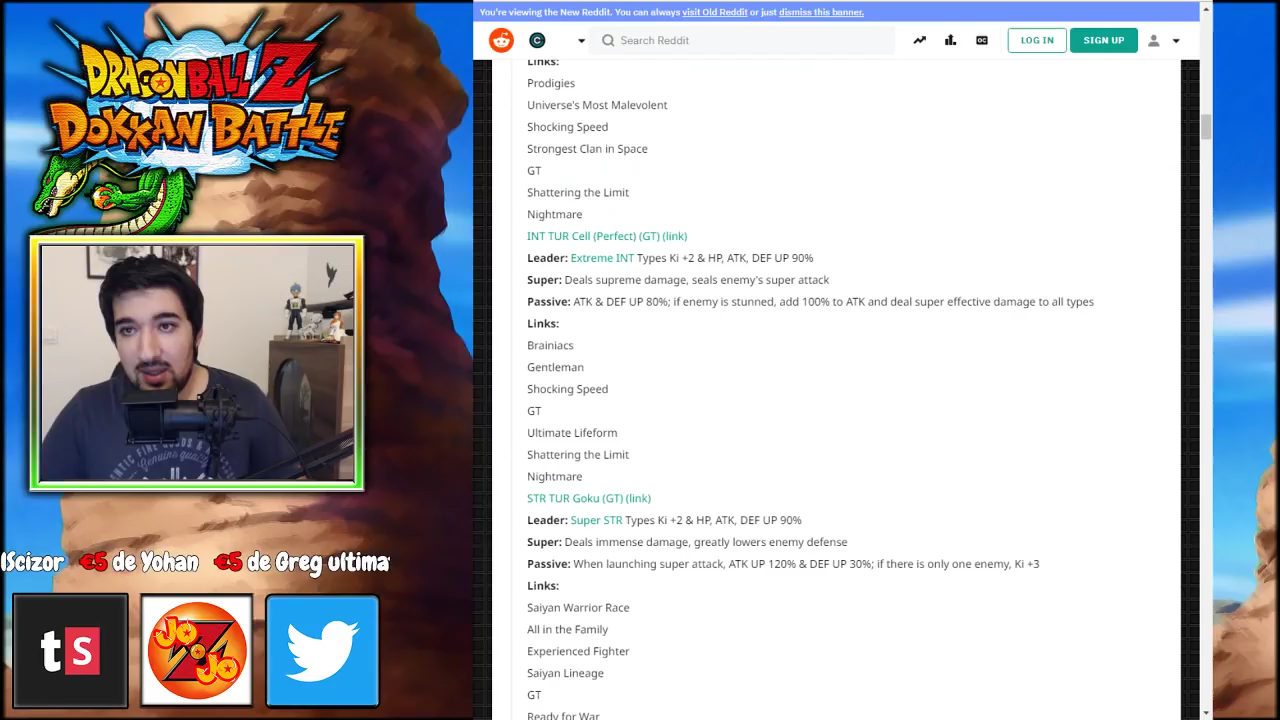 You're viewing the New Reddit. You can always visit Old Reddit or just dismiss this banner.
Search Reddit
LOG IN
SIGN UP
DRAGON BALL Z
DOKKAN BATTLE
Links:
Prodigies
Universe's Most Malevolent
Shocking Speed
Strongest Clan in Space
GT
Shattering the Limit
Nightmare
INT TUR Cell (Perfect) (GT) (link)
Leader: Extreme INT Types Ki +2 & HP, ATK, DEF UP 90%
Super: Deals supreme damage, seals enemy's super attack
Passive: ATK & DEF UP 80%; if enemy is stunned, add 100% to ATK and deal super effective damage to all types
Links:
Brainiacs
Gentleman
Shocking Speed
GT
Ultimate Lifeform
Shattering the Limit
Nightmare
STR TUR Goku (GT) (link)
Leader: Super STR Types Ki +2 & HP, ATK, DEF UP 90%
Super: Deals immense damage, greatly lowers enemy defense
Passive: When launching super attack, ATK UP 120% & DEF UP 30%; if there is only one enemy, Ki +3
Links:
Saiyan Warrior Race
All in the Family
Experienced Fighter
Saiyan Lineage
GT
Ready for War
lScizor €5 de Yohan €5 de Greg ultima
ts
JO Z JO